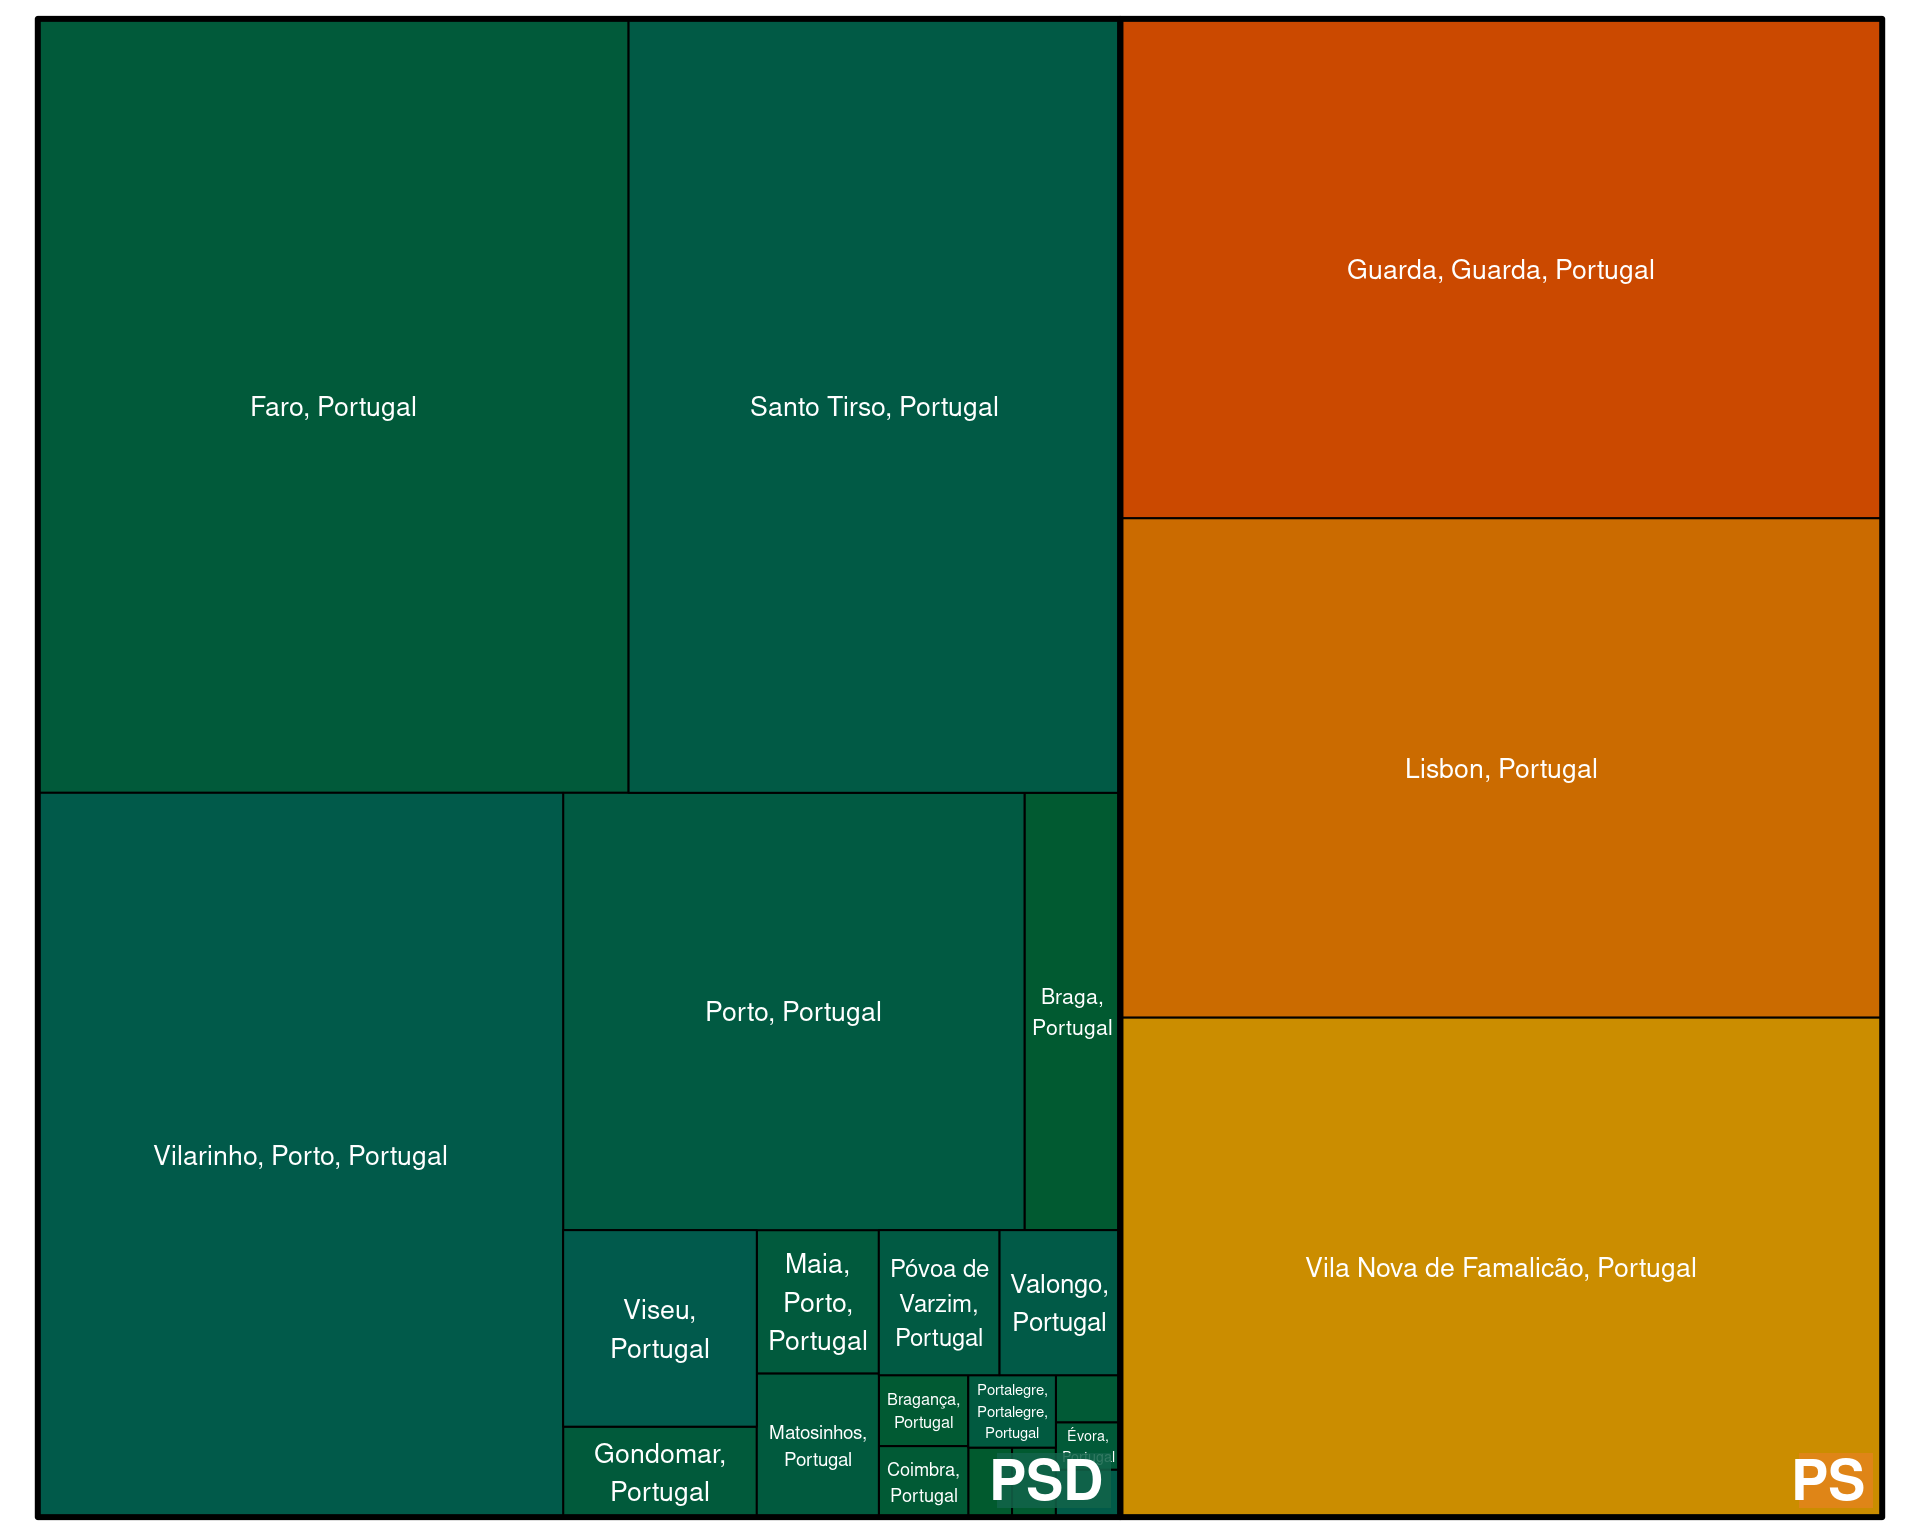 Faro, Portugal
Santo Tirso, Portugal
Guarda, Guarda, Portugal
Lisbon, Portugal
Vilarinho, Porto, Portugal
Porto, Portugal
Braga,
Portugal
Vila Nova de Famalicão, Portugal
Viseu,
Portugal
Maia,
Porto,
Portugal
Póvoa de
Varzim,
Portugal
Valongo,
Portugal
Gondomar,
Portugal
Matosinhos,
Portugal
Bragança,
Portugal
Portalegre,
Portalegre,
Portugal
Évora,
Portugal
Coimbra,
Portugal
PSD
PS